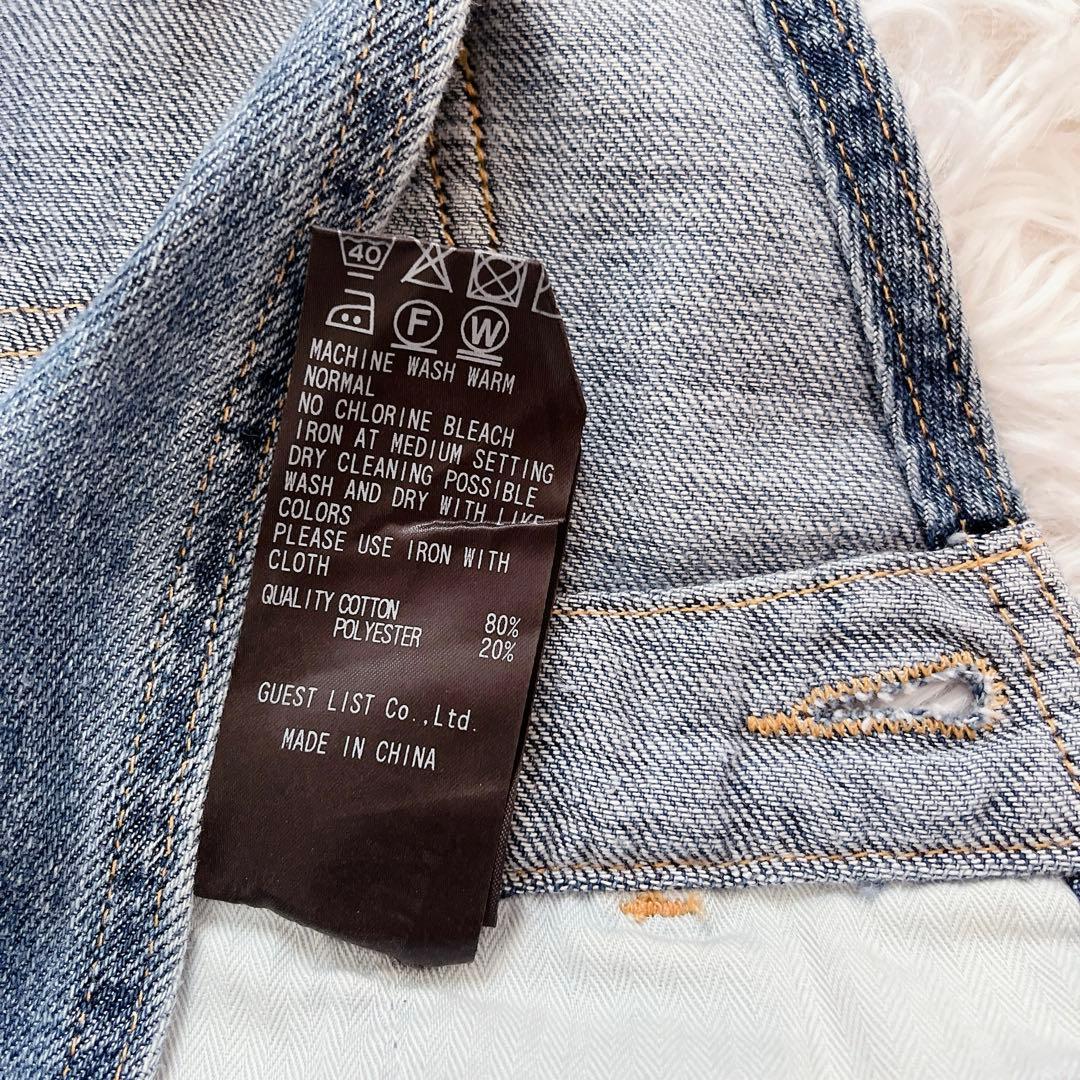 40
F W
MACHINE WASH WARM
NORMAL
NO CHLORINE BLEACH
IRON AT MEDIUM SETTING
DRY CLEANING POSSIBLE
WASH AND DRY WITH LIKE
COLORS
PLEASE USE IRON WITH
CLOTH
QUALITY COTTON 80%
POLYESTER 20%
GUEST LIST Co.,Ltd.
MADE IN CHINA